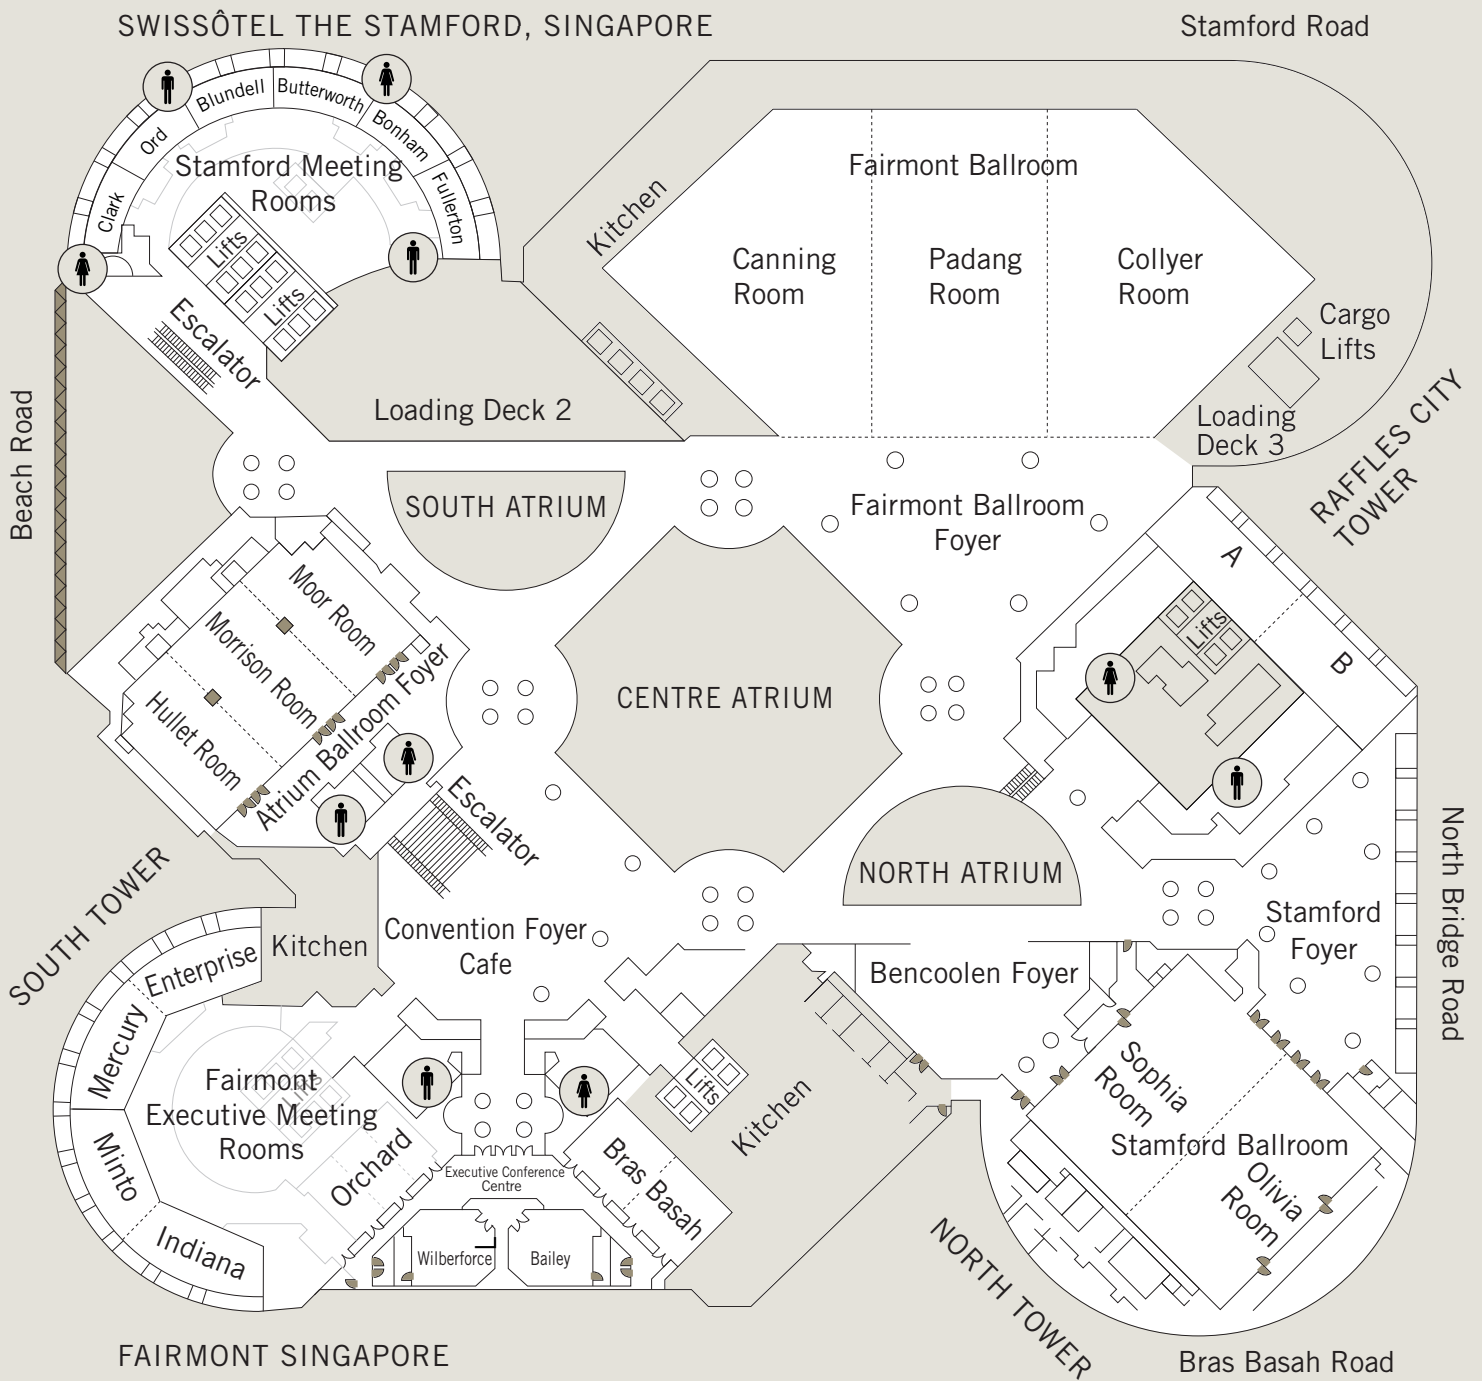 SWISSÔTEL THE STAMFORD, SINGAPORE
Stamford Road
Blundell
Butterworth
Ord
Bonham
Clark
Fullerton
Stamford Meeting
Rooms
Lifts
Lifts
Escalator
Kitchen
Fairmont Ballroom
Canning
Room
Padang
Room
Collyer
Room
Cargo
Lifts
Loading
Deck 3
Loading Deck 2
Beach Road
RAFFLES CITY
TOWER
SOUTH ATRIUM
Fairmont Ballroom
Foyer
A
B
Lifts
Moor Room
Morrison Room
Hullet Room
Atrium Ballroom Foyer
CENTRE ATRIUM
Escalator
NORTH ATRIUM
SOUTH TOWER
North Bridge Road
Convention Foyer
Cafe
Kitchen
Stamford
Foyer
Bencoolen Foyer
Enterprise
Mercury
Minto
Indiana
Lifts
Fairmont
Executive Meeting
Rooms
Orchard
Executive Conference
Centre
Wilberforce
Bailey
Bras Basah
Lifts
Kitchen
Sophia
Room
Stamford Ballroom
Olivia
Room
NORTH TOWER
FAIRMONT SINGAPORE
Bras Basah Road